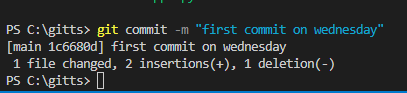 PS C:\gitts> git commit -m "first commit on wednesday"
[main 1c6680d] first commit on wednesday
 1 file changed, 2 insertions(+), 1 deletion(-)
PS C:\gitts>